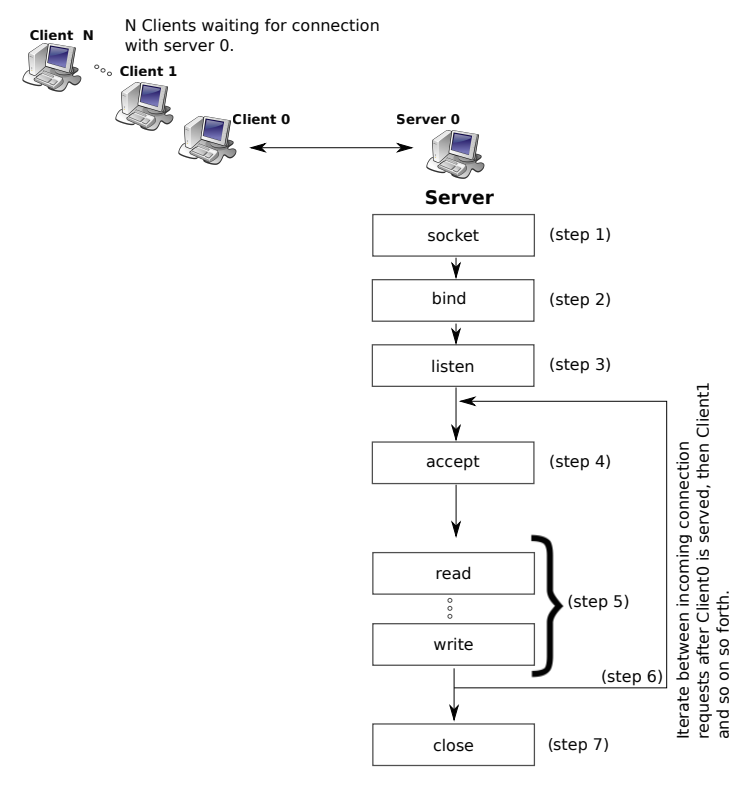 N Clients waiting for connection
with server 0.
Client N
Client 1
Client 0
Server 0
Server
socket
(step 1)
bind
(step 2)
listen
(step 3)
accept
(step 4)
read
(step 5)
write
(step 6)
close
(step 7)
Iterate between incoming connection
requests after Client0 is served, then Client1
and so on so forth.